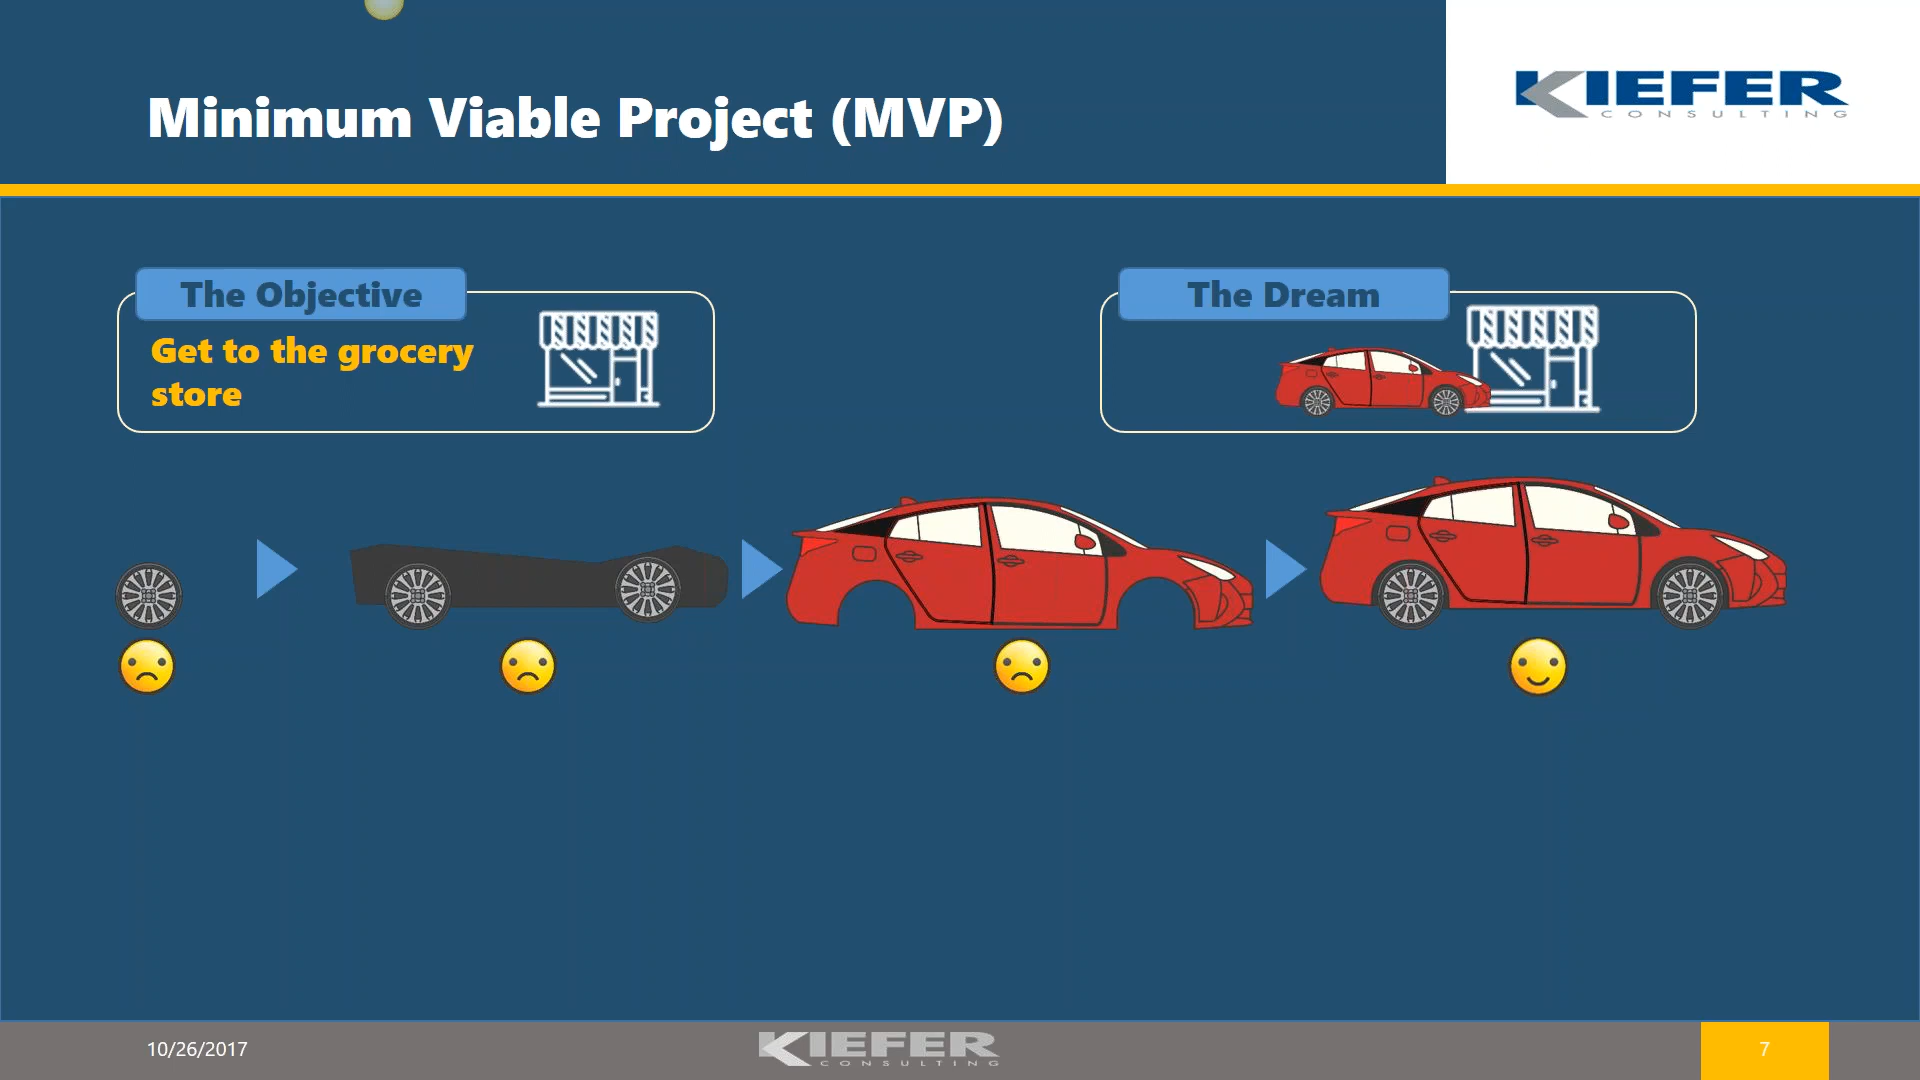 Minimum Viable Project (MVP)
KIEFER
CONSULTING
The Objective
Get to the grocery
store
The Dream
10/26/2017
KIEFER
CONSULTING
7